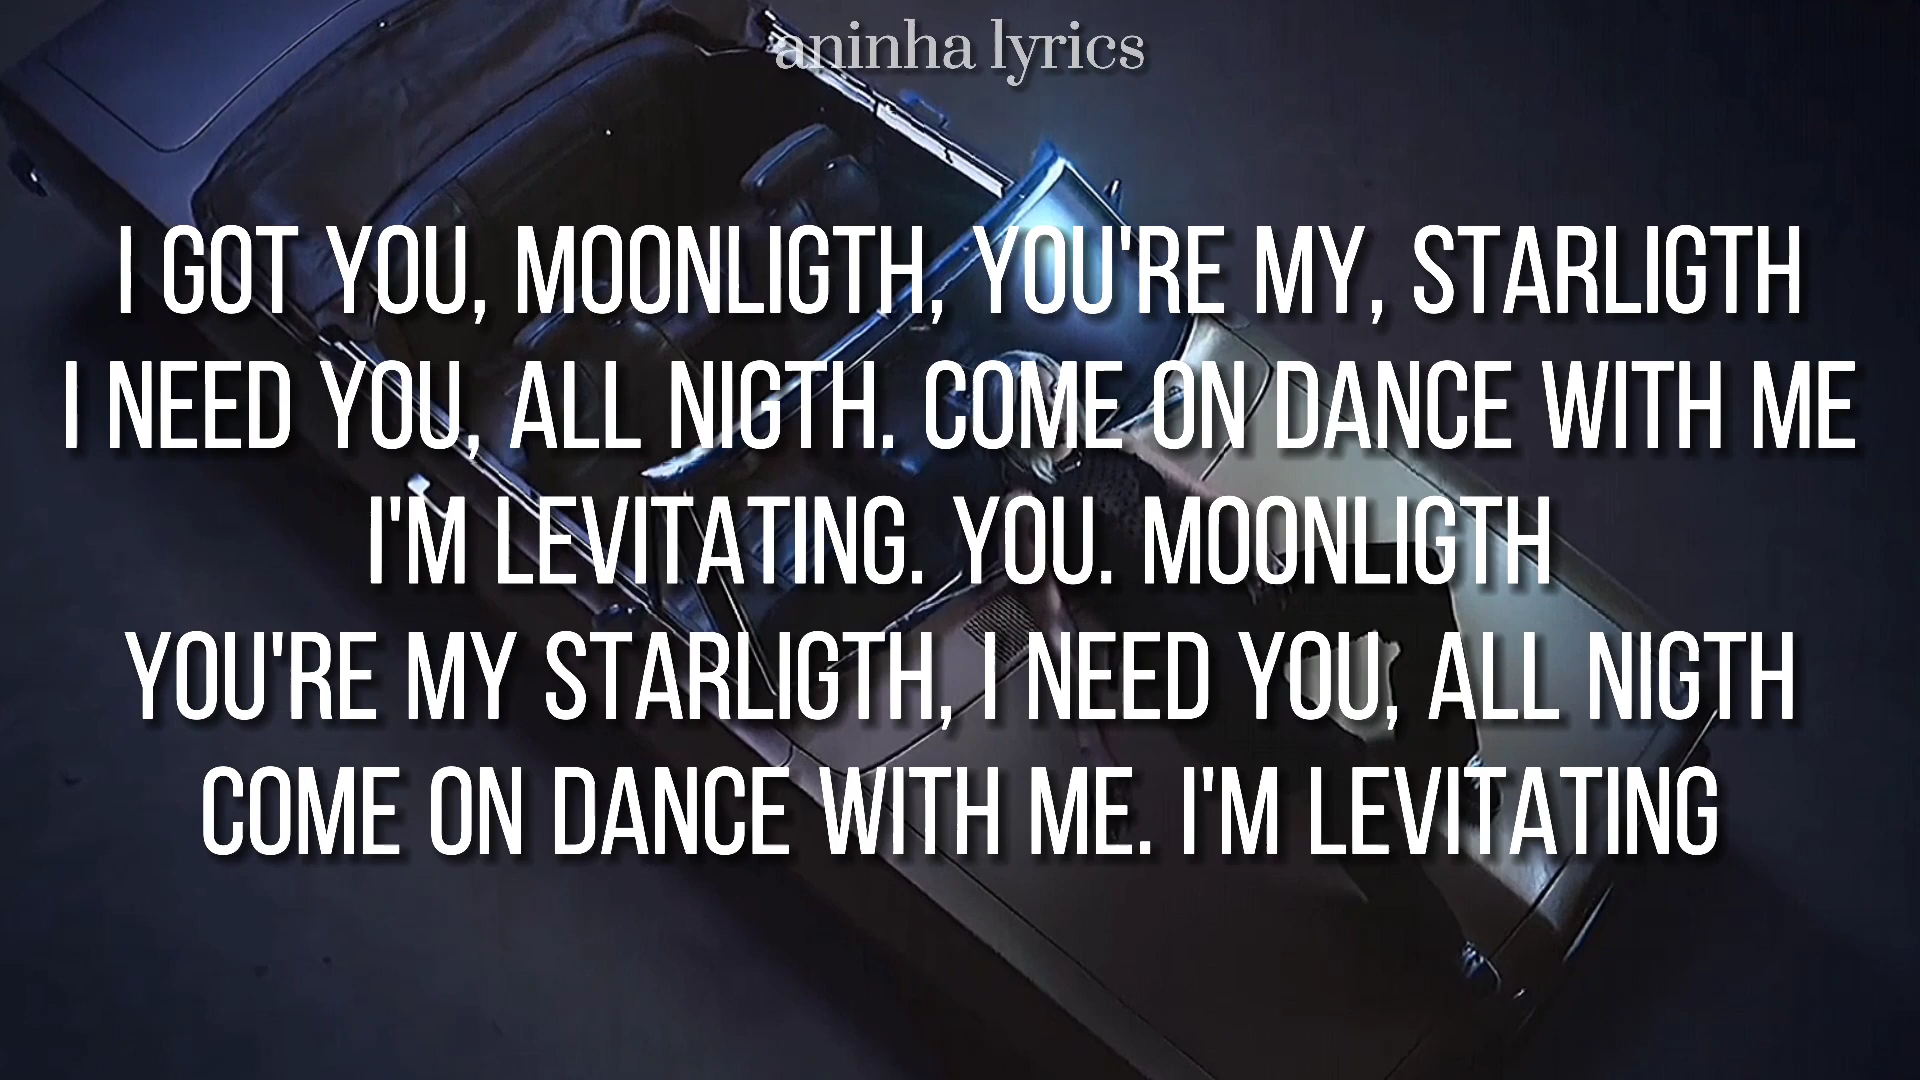 aninha lyrics
I GOT YOU, MOONLIGTH, YOU'RE MY, STARLIGTH
I NEED YOU, ALL NIGTH. COME ON DANCE WITH ME
I'M LEVITATING. YOU. MOONLIGTH
YOU'RE MY STARLIGTH, I NEED YOU, ALL NIGTH
COME ON DANCE WITH ME. I'M LEVITATING